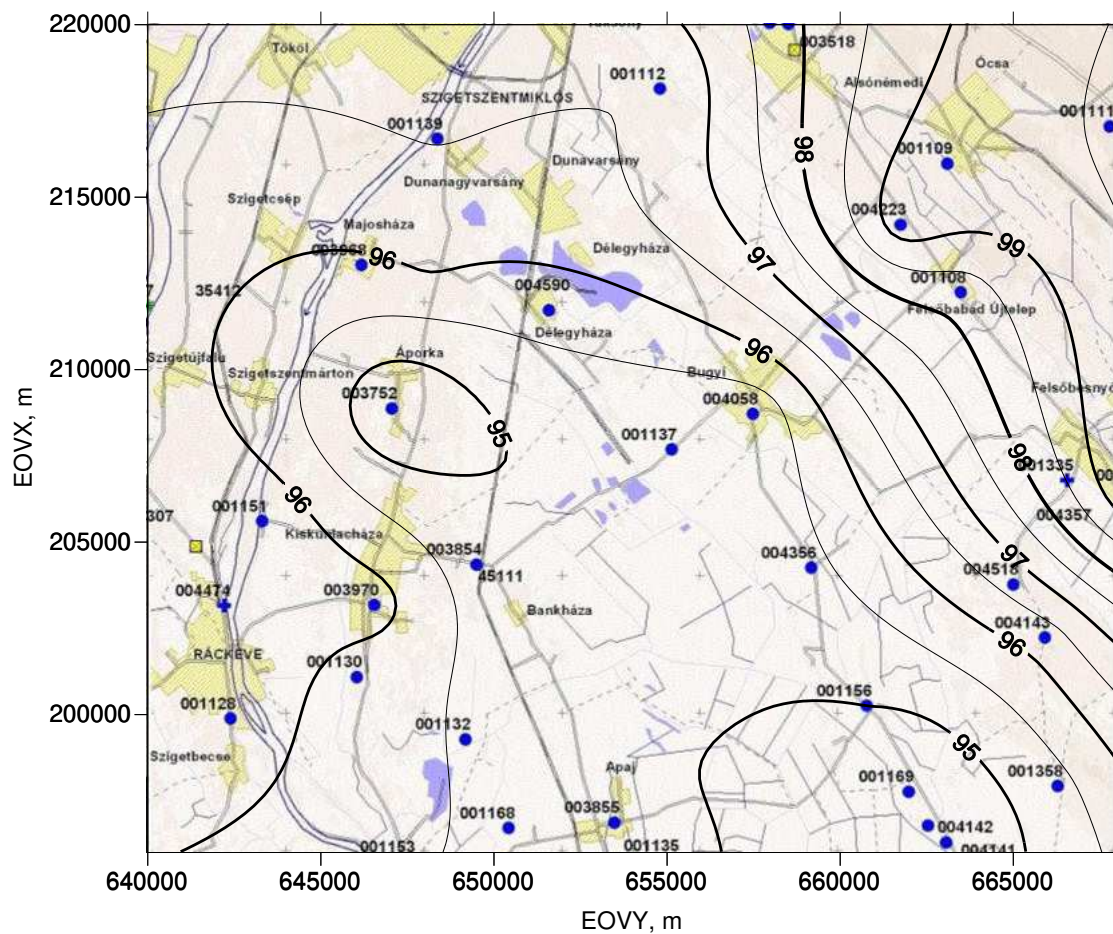 220000
Tököl
003518
Ócsa
001112
Alsónémedi
SZIGETSZENTMIKLÓS
001111
001139
98
001109
Dunavarsány
Dunanagyvarsány
215000
Szigetcsép
004223
Majosháza
99
Délegyháza
96
97
7
35412
004590
001108
Felsőbabád Újtelep
Délegyháza
96
Szigetújfalu
Áporka
210000
Szigetszentmárton
Bugyi
003752
004058
95
001137
98
001335
EOVX, m
96
001151
307
004357
Kiskunlacháza
205000
003854
004356
97
45111
004518
004474
003970
Bankháza
004143
96
RÁCKEVE
001130
001156
001128
200000
001132
95
Szigetbecse
Apaj
001169
001358
001168
003855
004142
001135
001153
004141
640000
645000
650000
655000
660000
665000
EOVY, m